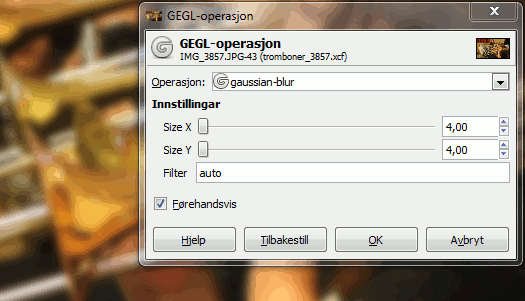 GEGL-operasjon
GEGL-operasjon
IMG_3857.JPG-43 (tromboner_3857.xcf)
Operasjon: gaussian-blur
Innstillingar
Size X 4,00
Size Y 4,00
Filter auto
Førehandsvis
Hjelp Tilbakestill OK Avbryt